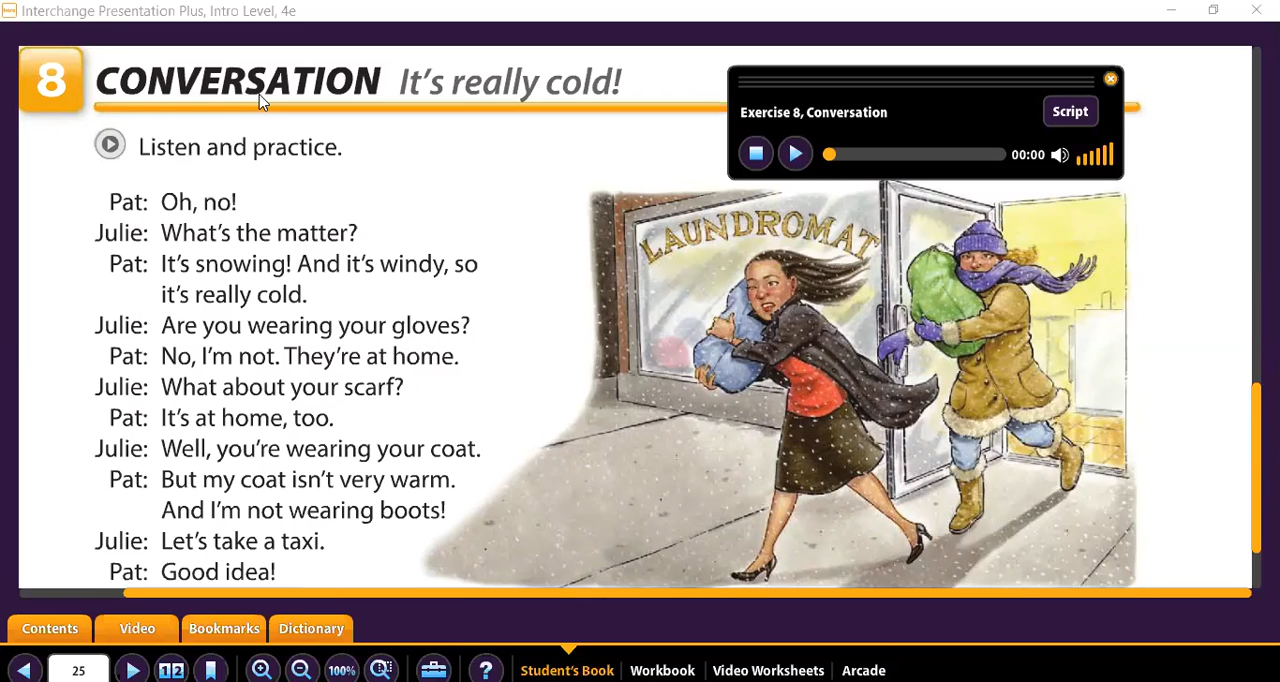 Interchange Presentation Plus, Intro Level, 4e
8 CONVERSATION It's really cold!
Exercise 8, Conversation
Script
00:00
Listen and practice.
Pat: Oh, no!
Julie: What's the matter?
Pat: It's snowing! And it's windy, so
it's really cold.
Julie: Are you wearing your gloves?
Pat: No, I'm not. They're at home.
Julie: What about your scarf?
Pat: It's at home, too.
Julie: Well, you're wearing your coat.
Pat: But my coat isn't very warm.
And I'm not wearing boots!
Julie: Let's take a taxi.
Pat: Good idea!
LAUNDROMAT
Contents Video Bookmarks Dictionary
25 1 2 100% ? Student's Book Workbook Video Worksheets Arcade